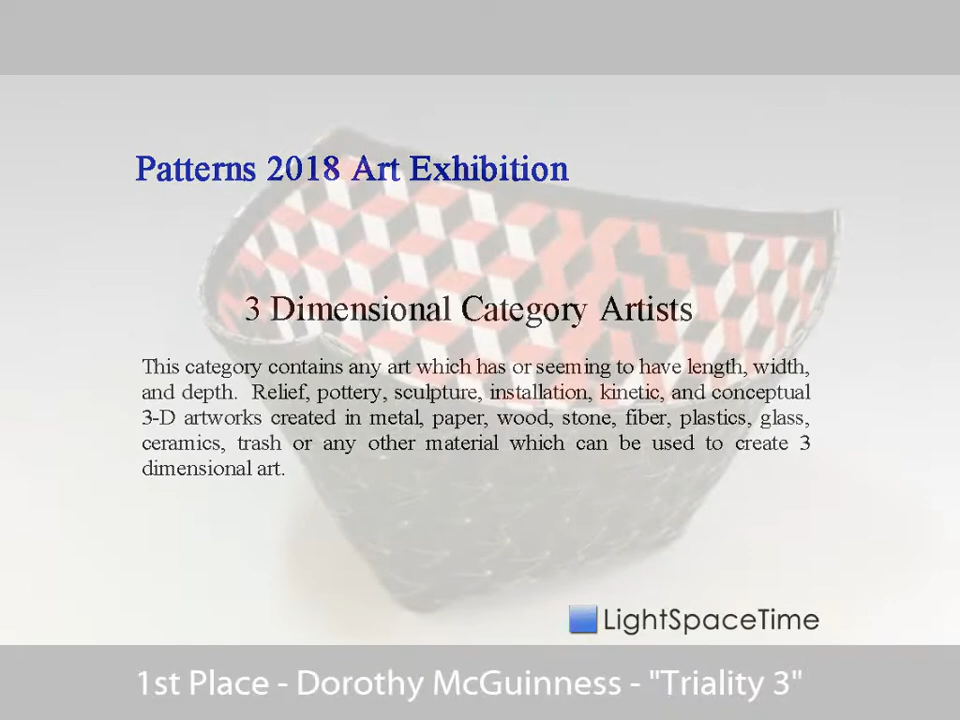 Patterns 2018 Art Exhibition
3 Dimensional Category Artists
This category contains any art which has or seeming to have length, width,
and depth. Relief, pottery, sculpture, installation, kinetic, and conceptual
3-D artworks created in metal, paper, wood, stone, fiber, plastics, glass,
ceramics, trash or any other material which can be used to create 3
dimensional art.
LightSpaceTime
1st Place - Dorothy McGuinness - "Triality 3"